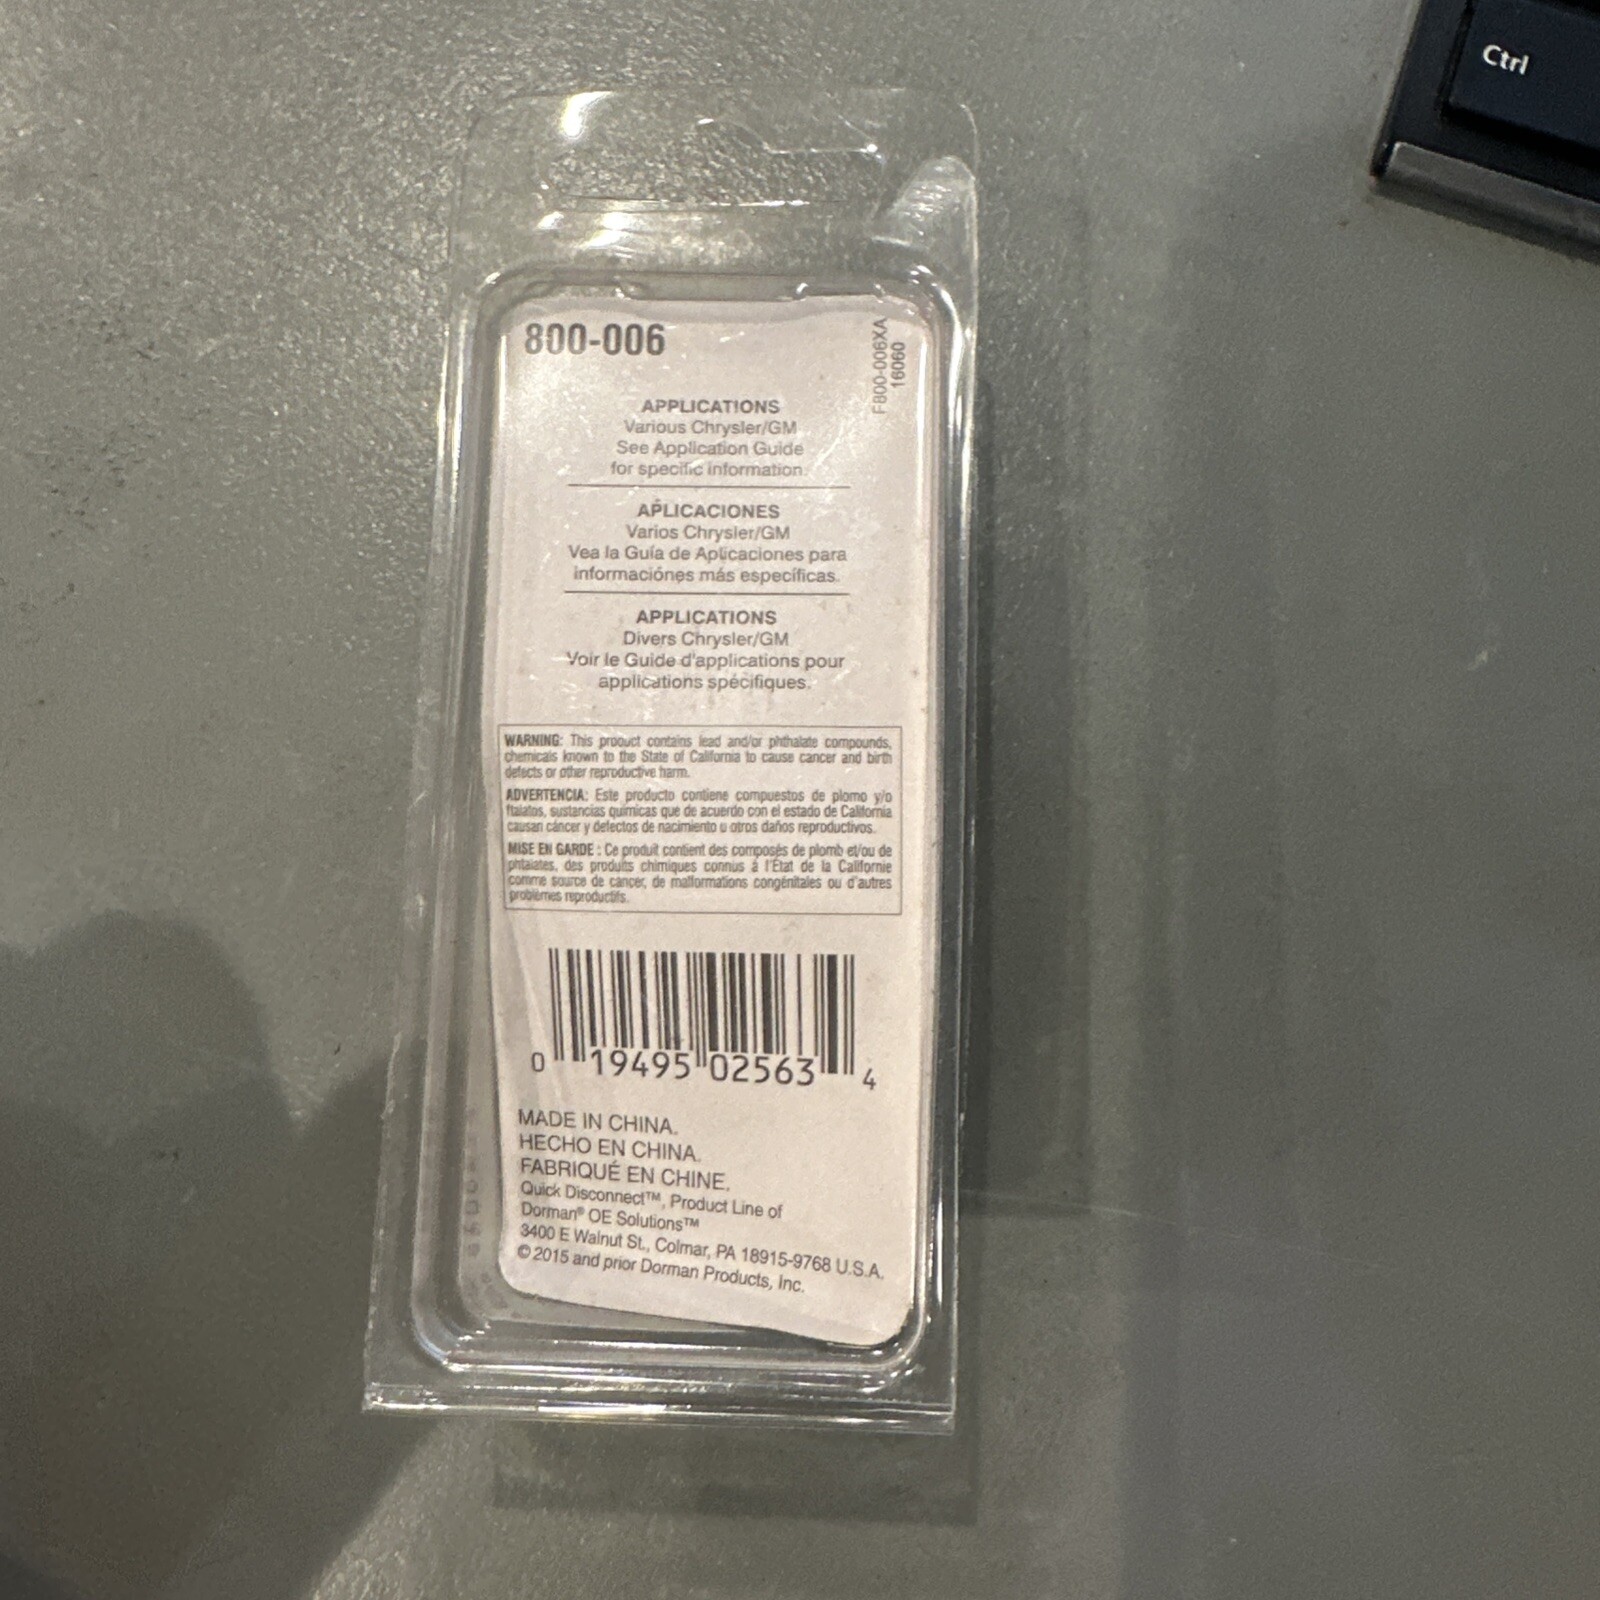 Ctrl
800-006
F800-006XA
16060
APPLICATIONS
Various Chrysler/GM
See Application Guide
for specific information.
APLICACIONES
Varios Chrysler/GM
Vea la Guía de Aplicaciones para
informaciónes más específicas.
APPLICATIONS
Divers Chrysler/GM
Voir le Guide d'applications pour
applications spécifiques.
WARNING: This product contains lead and/or phthalate compounds,
chemicals known to the State of California to cause cancer and birth
defects or other reproductive harm.
ADVERTENCIA: Este producto contiene compuestos de plomo y/o
ftalatos, sustancias químicas que de acuerdo con el estado de California
causan cáncer y defectos de nacimiento u otros daños reproductivos.
MISE EN GARDE : Ce produit contient des composés de plomb et/ou de
phtalates, des produits chimiques connus à l'État de la Californie
comme source de cancer, de malformations congénitales ou d'autres
problèmes reproductifs.
0 19495 02563 4
MADE IN CHINA.
HECHO EN CHINA.
FABRIQUÉ EN CHINE.
Quick Disconnect™, Product Line of
Dorman® OE Solutions™
3400 E Walnut St., Colmar, PA 18915-9768 U.S.A.
© 2015 and prior Dorman Products, Inc.